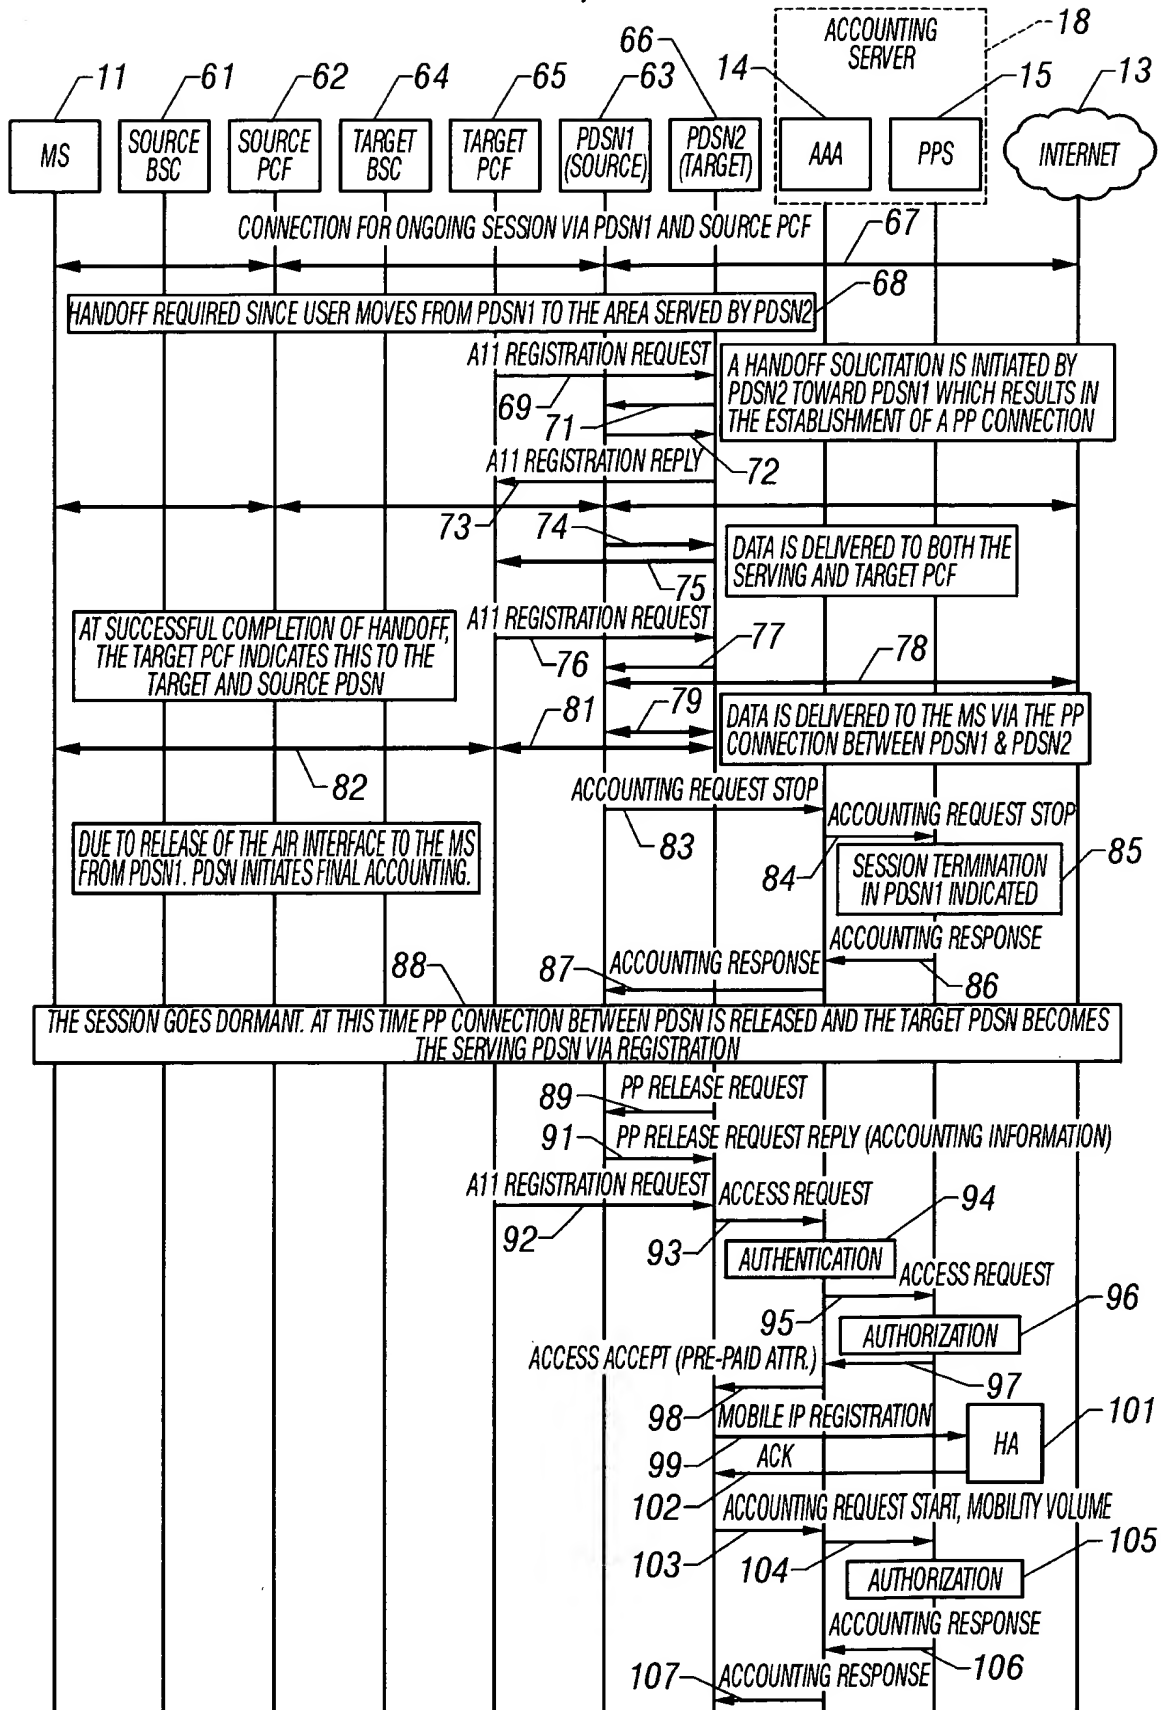 ACCOUNTING
SERVER
18
66
11
61
62
64
65
63
14
15
13
MS
SOURCE
BSC
SOURCE
PCF
TARGET
BSC
TARGET
PCF
PDSN1
(SOURCE)
PDSN2
(TARGET)
AAA
PPS
INTERNET
CONNECTION FOR ONGOING SESSION VIA PDSN1 AND SOURCE PCF
67
68
HANDOFF REQUIRED SINCE USER MOVES FROM PDSN1 TO THE AREA SERVED BY PDSN2
A11 REGISTRATION REQUEST
69
71
72
A HANDOFF SOLICITATION IS INITIATED BY
PDSN2 TOWARD PDSN1 WHICH RESULTS IN
THE ESTABLISHMENT OF A PP CONNECTION
A11 REGISTRATION REPLY
73
74
75
DATA IS DELIVERED TO BOTH THE
SERVING AND TARGET PCF
A11 REGISTRATION REQUEST
AT SUCCESSFUL COMPLETION OF HANDOFF,
THE TARGET PCF INDICATES THIS TO THE
TARGET AND SOURCE PDSN
76
77
78
79
81
DATA IS DELIVERED TO THE MS VIA THE PP
CONNECTION BETWEEN PDSN1 & PDSN2
82
ACCOUNTING REQUEST STOP
83
ACCOUNTING REQUEST STOP
84
DUE TO RELEASE OF THE AIR INTERFACE TO THE MS
FROM PDSN1. PDSN INITIATES FINAL ACCOUNTING.
SESSION TERMINATION
IN PDSN1 INDICATED
85
ACCOUNTING RESPONSE
86
ACCOUNTING RESPONSE
87
88
THE SESSION GOES DORMANT. AT THIS TIME PP CONNECTION BETWEEN PDSN IS RELEASED AND THE TARGET PDSN BECOMES
THE SERVING PDSN VIA REGISTRATION
PP RELEASE REQUEST
89
91
PP RELEASE REQUEST REPLY (ACCOUNTING INFORMATION)
A11 REGISTRATION REQUEST
92
ACCESS REQUEST
93
94
AUTHENTICATION
ACCESS REQUEST
95
96
AUTHORIZATION
ACCESS ACCEPT (PRE-PAID ATTR.)
97
98
MOBILE IP REGISTRATION
99
HA
101
ACK
102
ACCOUNTING REQUEST START, MOBILITY VOLUME
103
104
105
AUTHORIZATION
ACCOUNTING RESPONSE
106
107
ACCOUNTING RESPONSE